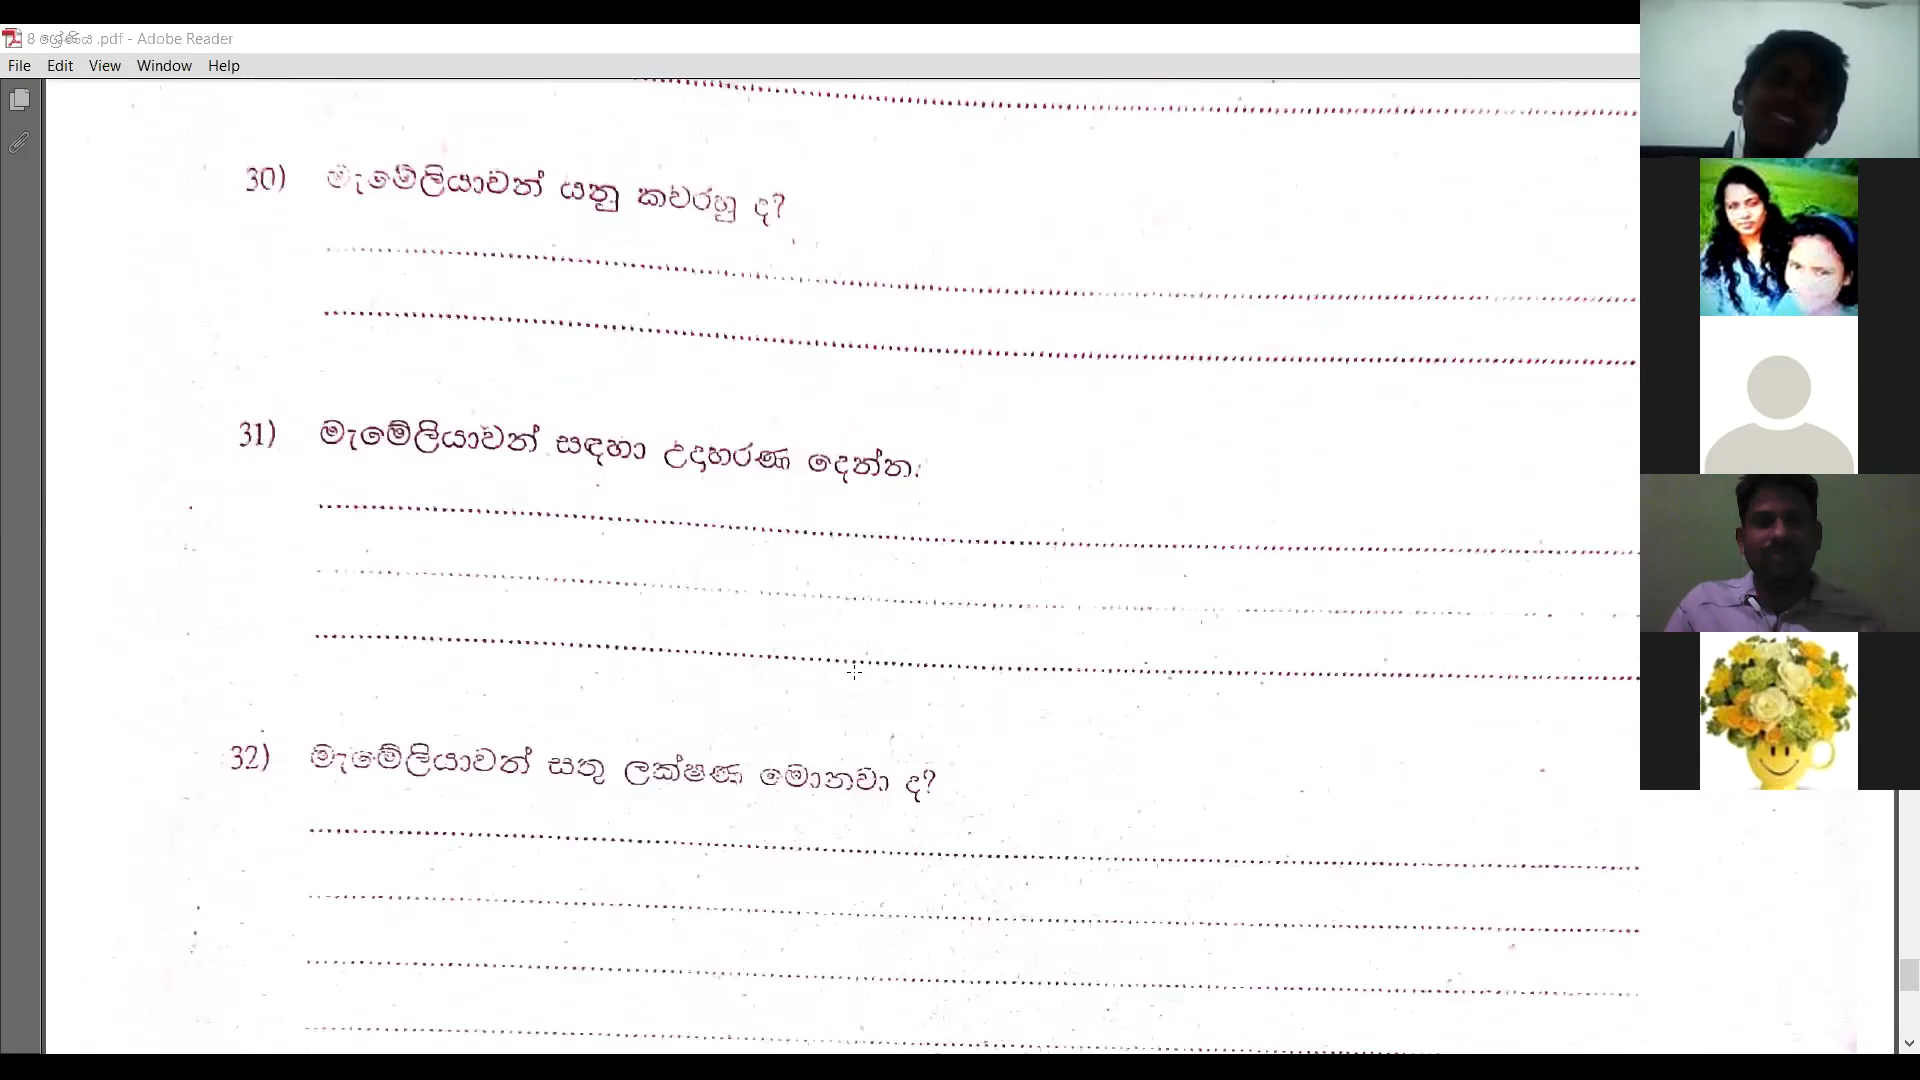 8 ශ්‍රේණිය .pdf - Adobe Reader
File Edit View Window Help
30) මැමේලියාවන් යනු කවරහු ද?
31) මැමේලියාවන් සඳහා උදාහරණ දෙන්න.
32) මැමේලියාවන් සතු ලක්ෂණ මොනවා ද?